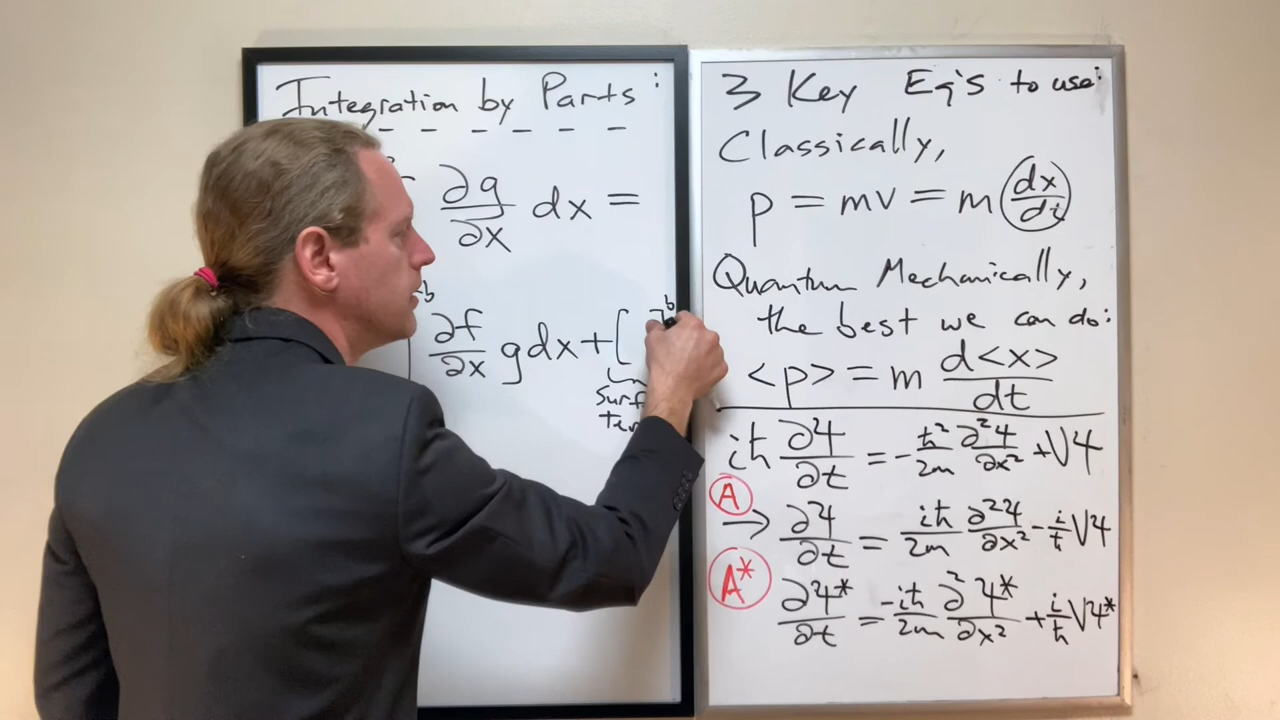 Integration by Parts:
∂g/∂x dx =
b
∂f/∂x g dx + [ ]b
3 Key Eq's to use:
Classically,
p = mv = m dx/dt
Quantum Mechanically,
the best we can do:
<p> = m d<x>/dt
iħ ∂ψ/∂t = -ħ²/2m ∂²ψ/∂x² + Vψ
A
→ ∂ψ/∂t = iħ/2m ∂²ψ/∂x² - i/ħ Vψ
A*
∂ψ*/∂t = -iħ/2m ∂²ψ*/∂x² + i/ħ Vψ*